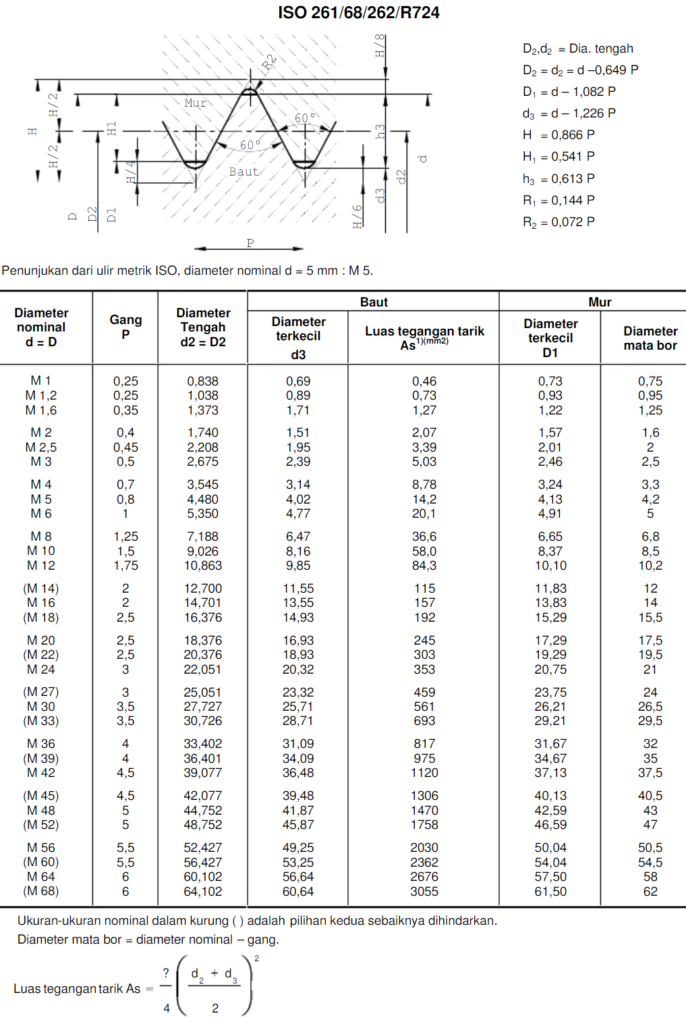 ISO 261/68/262/R724
D2,d2 = Dia. tengah
D2 = d2 = d –0,649 P
D1 = d – 1,082 P
d3 = d – 1,226 P
H = 0,866 P
H1 = 0,541 P
h3 = 0,613 P
R1 = 0,144 P
R2 = 0,072 P
H/8
R2
Mur
60°
60°
Baut
H
H/2
H/2
H1
H/4
h3
d
D
D2
D1
H/6
d3
d2
P
Penunjukan dari ulir metrik ISO, diameter nominal d = 5 mm : M 5.
Diameter nominal d = D | Gang P | Diameter Tengah d2 = D2 | Baut | Mur
Diameter terkecil d3 | Luas tegangan tarik As1)(mm2) | Diameter terkecil D1 | Diameter mata bor
M 1 0,25 0,838 0,69 0,46 0,73 0,75
M 1,2 0,25 1,038 0,89 0,73 0,93 0,95
M 1,6 0,35 1,373 1,71 1,27 1,22 1,25
M 2 0,4 1,740 1,51 2,07 1,57 1,6
M 2,5 0,45 2,208 1,95 3,39 2,01 2
M 3 0,5 2,675 2,39 5,03 2,46 2,5
M 4 0,7 3,545 3,14 8,78 3,24 3,3
M 5 0,8 4,480 4,02 14,2 4,13 4,2
M 6 1 5,350 4,77 20,1 4,91 5
M 8 1,25 7,188 6,47 36,6 6,65 6,8
M 10 1,5 9,026 8,16 58,0 8,37 8,5
M 12 1,75 10,863 9,85 84,3 10,10 10,2
(M 14) 2 12,700 11,55 115 11,83 12
M 16 2 14,701 13,55 157 13,83 14
(M 18) 2,5 16,376 14,93 192 15,29 15,5
M 20 2,5 18,376 16,93 245 17,29 17,5
(M 22) 2,5 20,376 18,93 303 19,29 19,5
M 24 3 22,051 20,32 353 20,75 21
(M 27) 3 25,051 23,32 459 23,75 24
M 30 3,5 27,727 25,71 561 26,21 26,5
(M 33) 3,5 30,726 28,71 693 29,21 29,5
M 36 4 33,402 31,09 817 31,67 32
(M 39) 4 36,401 34,09 975 34,67 35
M 42 4,5 39,077 36,48 1120 37,13 37,5
(M 45) 4,5 42,077 39,48 1306 40,13 40,5
M 48 5 44,752 41,87 1470 42,59 43
(M 52) 5 48,752 45,87 1758 46,59 47
M 56 5,5 52,427 49,25 2030 50,04 50,5
(M 60) 5,5 56,427 53,25 2362 54,04 54,5
M 64 6 60,102 56,64 2676 57,50 58
(M 68) 6 64,102 60,64 3055 61,50 62
Ukuran-ukuran nominal dalam kurung ( ) adalah pilihan kedua sebaiknya dihindarkan.
Diameter mata bor = diameter nominal – gang.
Luas tegangan tarik As = ?/4 ( (d2 + d3) / 2 )2